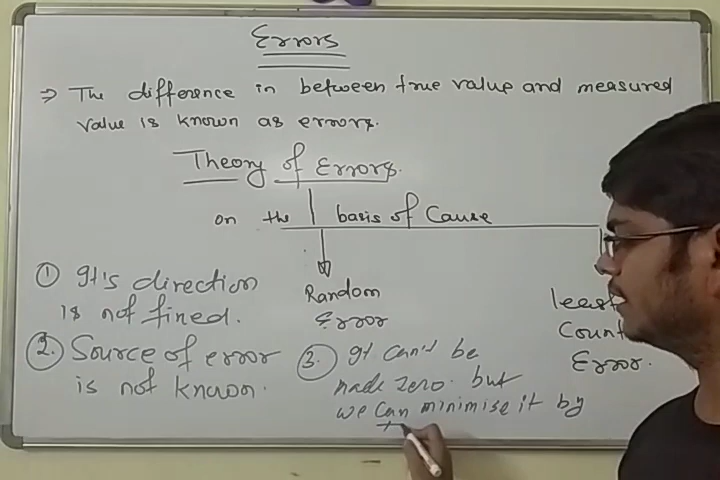 Errors
⇒ The difference in between true value and measured
value is known as errors.
Theory of Errors.
on the basis of Cause
Random
Error
least
Count
Error.
① It's direction
is not fined.
②. Source of error
is not known.
③. It can't be
made zero. but
we can minimise it by